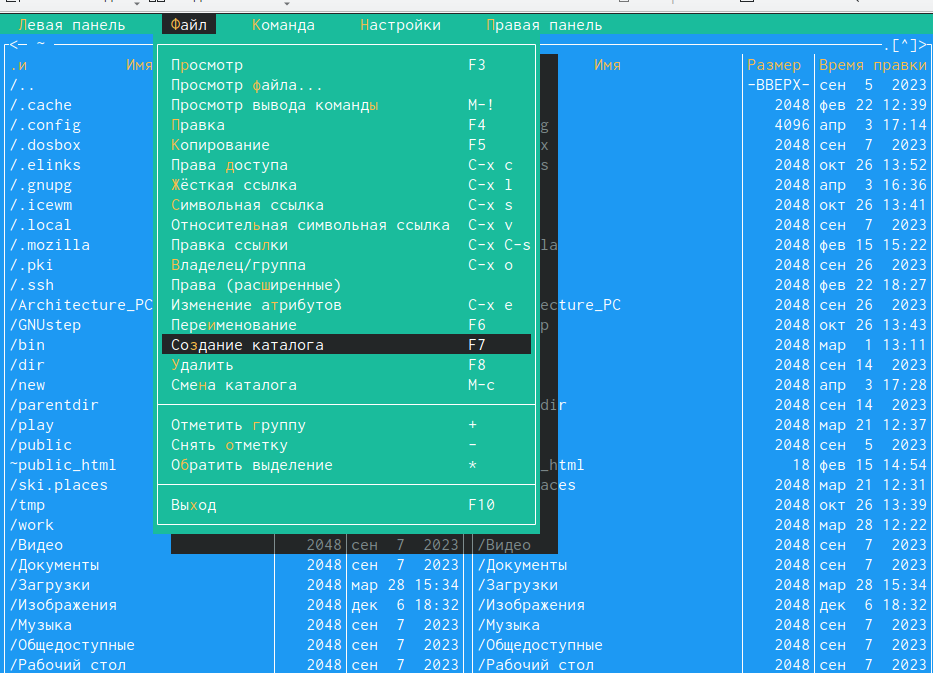 Левая панель Файл Команда Настройки Правая панель
<─ ~ .[^]>
.и Имя Имя Размер Время правки
/.. Просмотр F3 -ВВЕРХ- сен 5 2023
/.cache Просмотр файла... 2048 фев 22 12:39
/.config Просмотр вывода команды M-! g 4096 апр 3 17:14
/.dosbox Правка F4 x 2048 сен 7 2023
/.elinks Копирование F5 s 2048 окт 26 13:52
/.gnupg Права доступа C-x c 2048 апр 3 16:36
/.icewm Жёсткая ссылка C-x l 2048 окт 26 13:41
/.local Символьная ссылка C-x s 2048 сен 7 2023
/.mozilla Относительная символьная ссылка C-x v la 2048 фев 15 15:22
/.pki Правка ссылки C-x C-s 2048 сен 26 2023
/.ssh Владелец/группа C-x o 2048 фев 22 18:27
/Architecture_PC Права (расширенные) ecture_PC 2048 сен 26 2023
/GNUstep Изменение атрибутов C-x e p 2048 окт 26 13:43
/bin Переименование F6 2048 мар 1 13:11
/dir Создание каталога F7 2048 сен 14 2023
/new Удалить F8 2048 апр 3 17:28
/parentdir Смена каталога M-c dir 2048 сен 14 2023
/play Отметить группу + 2048 мар 21 12:37
/public Снять отметку - 2048 сен 5 2023
~public_html Обратить выделение * _html 18 фев 15 14:54
/ski.places aces 2048 мар 21 12:31
/tmp Выход F10 2048 окт 26 13:39
/work 2048 мар 28 12:22
/Видео 2048 сен 7 2023 /Видео 2048 сен 7 2023
/Документы 2048 сен 7 2023 /Документы 2048 сен 7 2023
/Загрузки 2048 мар 28 15:34 /Загрузки 2048 мар 28 15:34
/Изображения 2048 дек 6 18:32 /Изображения 2048 дек 6 18:32
/Музыка 2048 сен 7 2023 /Музыка 2048 сен 7 2023
/Общедоступные 2048 сен 7 2023 /Общедоступные 2048 сен 7 2023
/Рабочий стол 2048 сен 7 2023 /Рабочий стол 2048 сен 7 2023